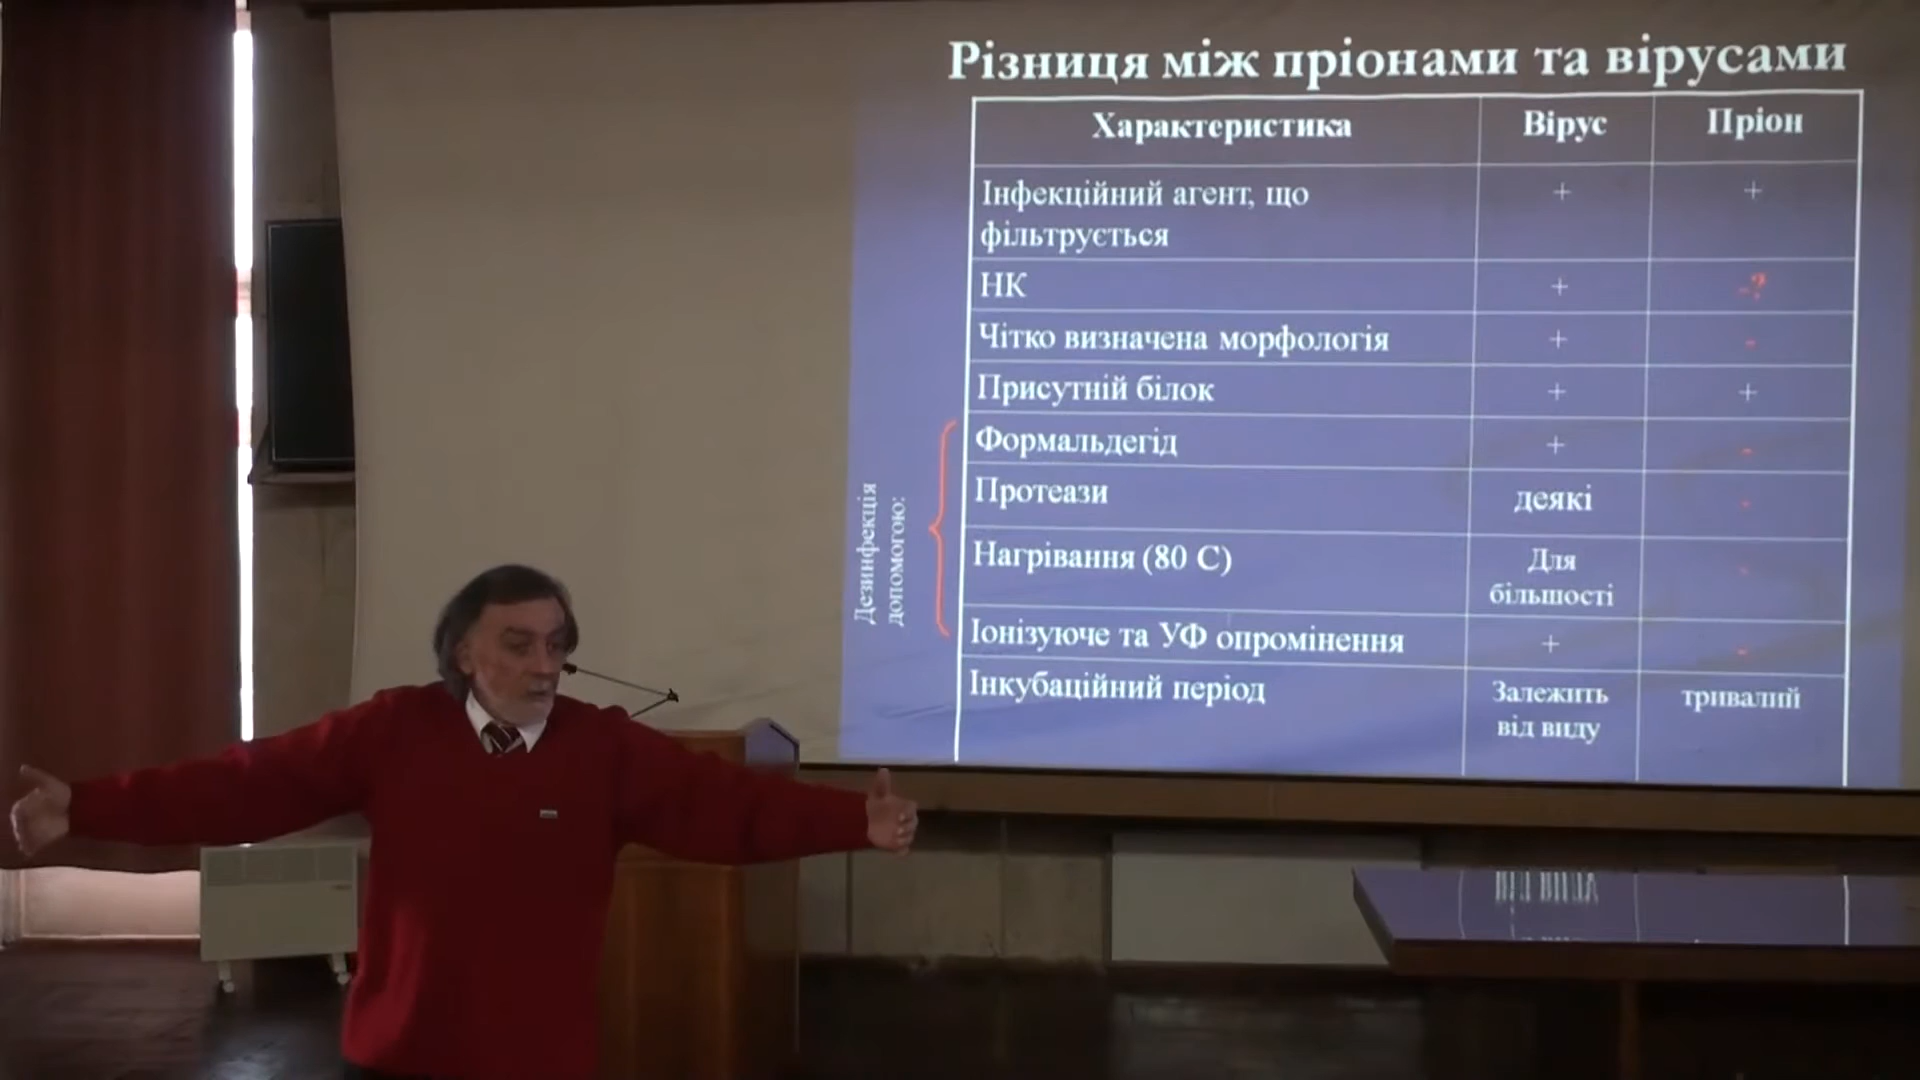 Різниця між пріонами та вірусами
Характеристика Вірус Пріон
Інфекційний агент, що + +
фільтрується
НК + -?
Чітко визначена морфологія + -
Присутній білок + +
Дезинфекція
допомогою:
Формальдегід + -
Протеази деякі -
Нагрівання (80 С) Для -
більшості
Іонізуюче та УФ опромінення + -
Інкубаційний період Залежить тривалий
від виду